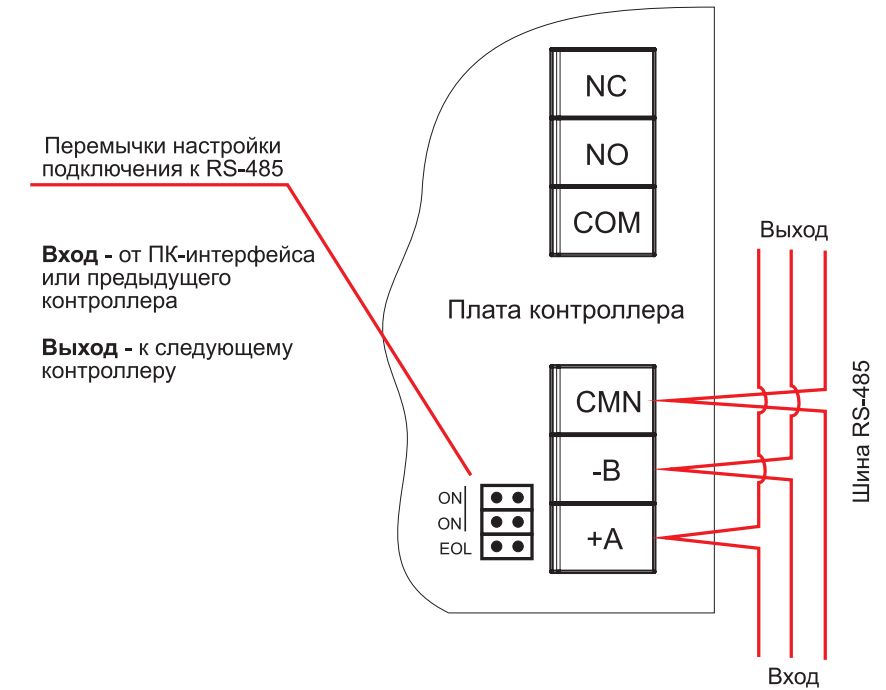 NC
NO
COM
Перемычки настройки
подключения к RS-485
Выход
Вход - от ПК-интерфейса
или предыдущего
контроллера
Плата контроллера
Выход - к следующему
контроллеру
CMN
-B
+A
Шина RS-485
ON
ON
EOL
Вход